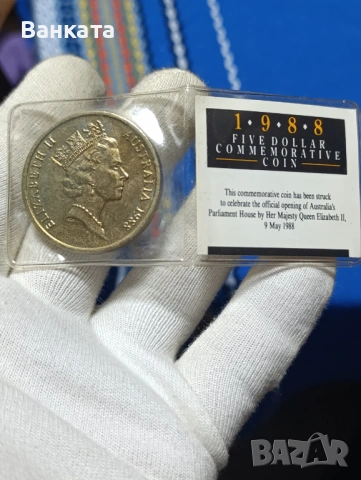 Ванката
ELIZABETH II AUSTRALIA 1988
1·9·8·8
FIVE DOLLAR
COMMEMORATIVE
COIN
This commemorative coin has been struck
to celebrate the official opening of Australia's
Parliament House by Her Majesty Queen Elizabeth II,
9 May 1988
BAZAR